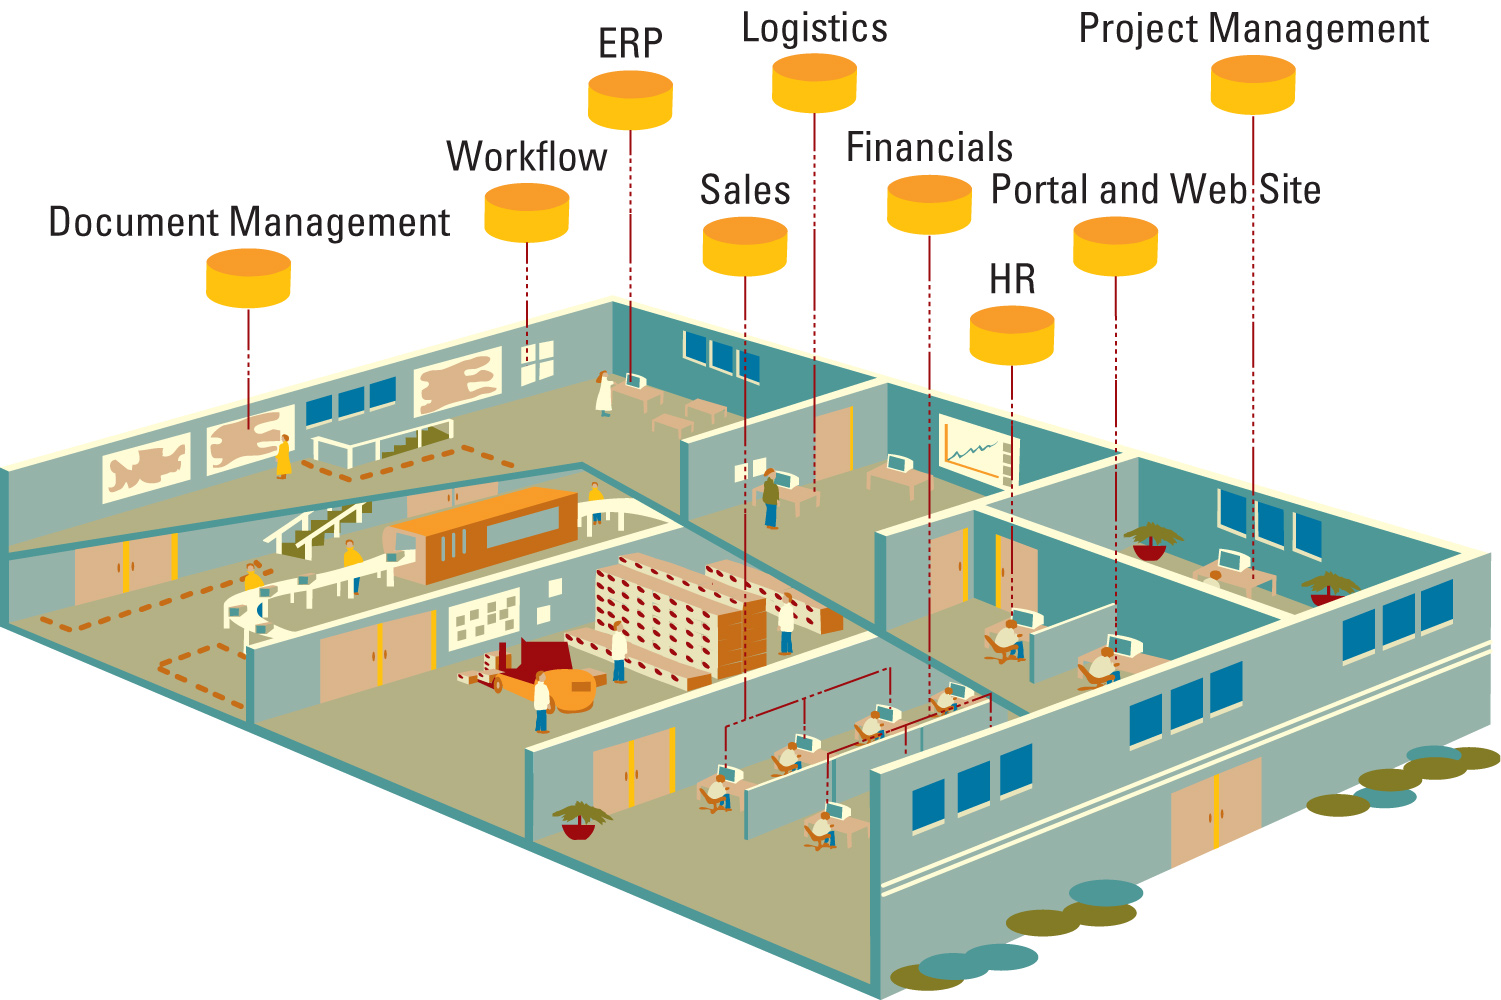 Logistics
Project Management
ERP
Financials
Workflow
Sales
Portal and Web Site
Document Management
HR